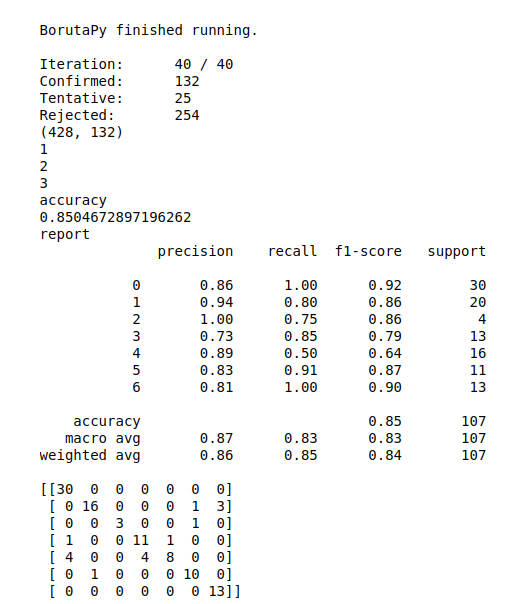 BorutaPy finished running.

Iteration:      40 / 40
Confirmed:      132
Tentative:      25
Rejected:       254
(428, 132)
1
2
3
accuracy
0.8504672897196262
report
              precision    recall  f1-score   support

           0       0.86      1.00      0.92        30
           1       0.94      0.80      0.86        20
           2       1.00      0.75      0.86         4
           3       0.73      0.85      0.79        13
           4       0.89      0.50      0.64        16
           5       0.83      0.91      0.87        11
           6       0.81      1.00      0.90        13

    accuracy                           0.85       107
   macro avg       0.87      0.83      0.83       107
weighted avg       0.86      0.85      0.84       107

[[30  0  0  0  0  0  0]
 [ 0 16  0  0  0  1  3]
 [ 0  0  3  0  0  1  0]
 [ 1  0  0 11  1  0  0]
 [ 4  0  0  4  8  0  0]
 [ 0  1  0  0  0 10  0]
 [ 0  0  0  0  0  0 13]]